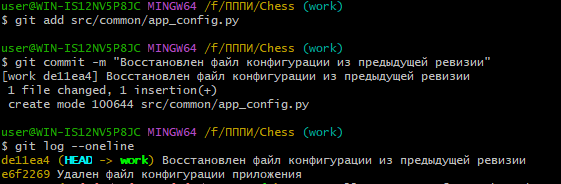 user@WIN-IS12NV5P8JC MINGW64 /f/ПППИ/Chess (work)
$ git add src/common/app_config.py
user@WIN-IS12NV5P8JC MINGW64 /f/ПППИ/Chess (work)
$ git commit -m "Восстановлен файл конфигурации из предыдущей ревизии"
[work de11ea4] Восстановлен файл конфигурации из предыдущей ревизии
1 file changed, 1 insertion(+)
create mode 100644 src/common/app_config.py
user@WIN-IS12NV5P8JC MINGW64 /f/ПППИ/Chess (work)
$ git log --oneline
de11ea4 (HEAD -> work) Восстановлен файл конфигурации из предыдущей ревизии
e6f2269 Удален файл конфигурации приложения